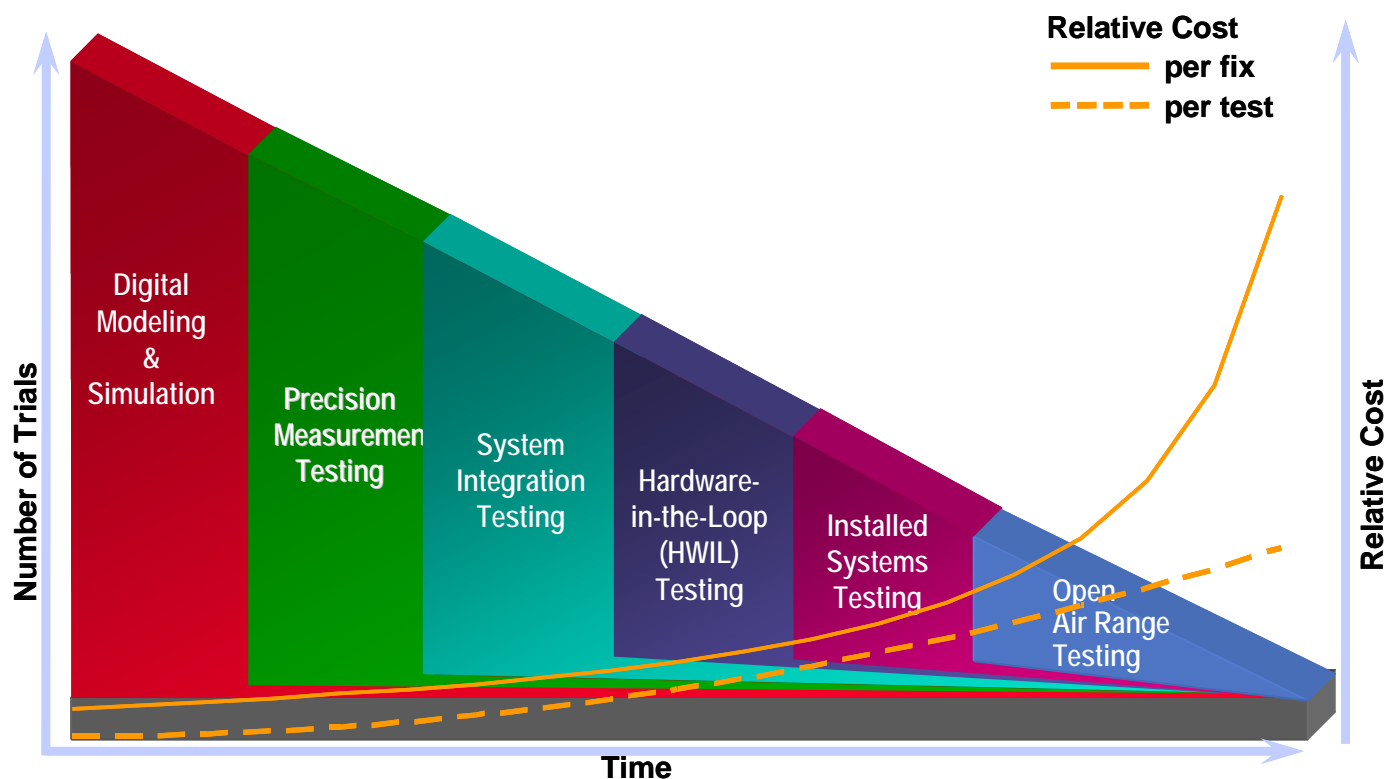 Relative Cost
per fix
per test
Number of Trials
Digital
Modeling
&
Simulation
Precision
Measuremen
Testing
System
Integration
Testing
Hardware-
in-the-Loop
(HWIL)
Testing
Installed
Systems
Testing
Open
Air Range
Testing
Relative Cost
Time